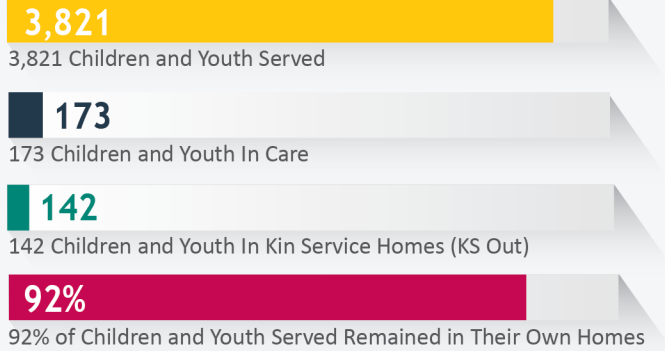 3,821
3,821 Children and Youth Served
173
173 Children and Youth In Care
142
142 Children and Youth In Kin Service Homes (KS Out)
92%
92% of Children and Youth Served Remained in Their Own Homes